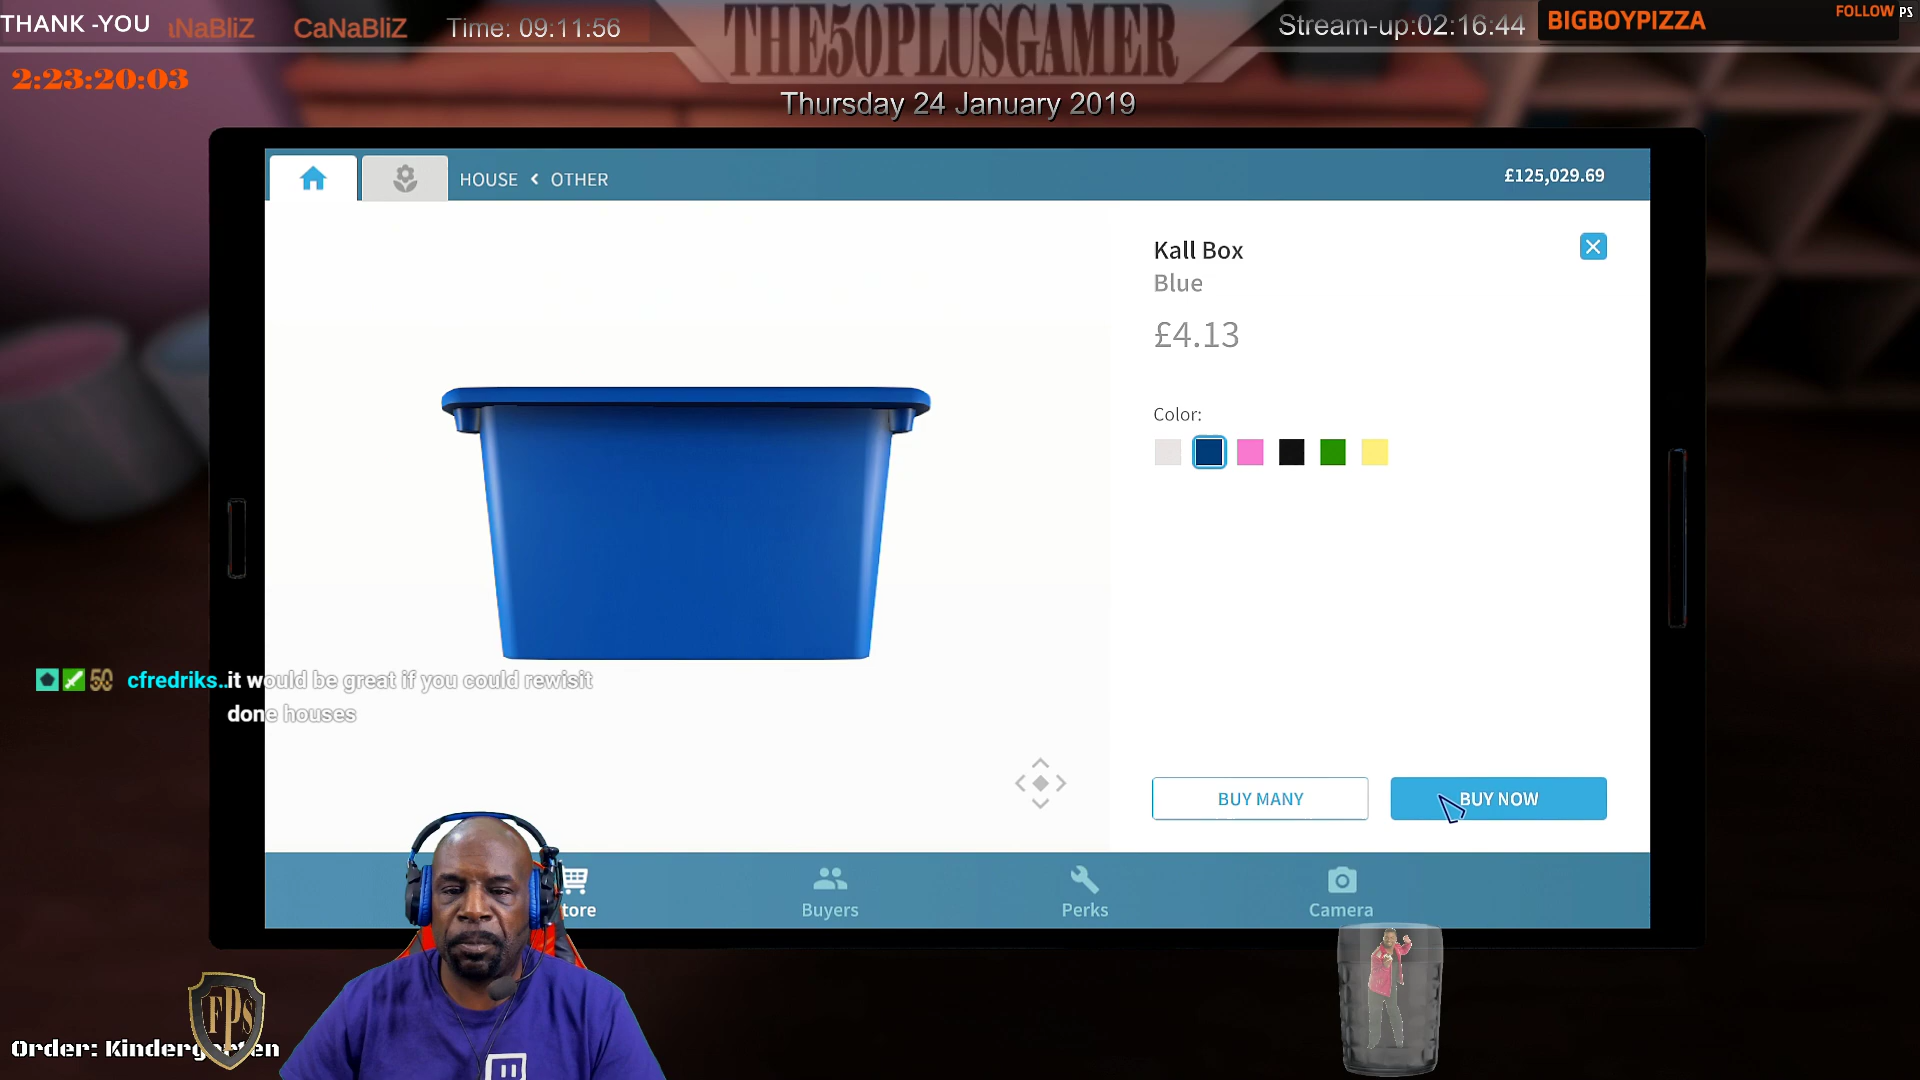 THANK -YOU
CaNaBliZ
Time: 09:11:56
THE50PLUSGAMER
Stream-up:02:16:44
BIGBOYPIZZA
FOLLOW PS
2:23:20:03
Thursday 24 January 2019
HOUSE < OTHER
£125,029.69
Kall Box
Blue
£4.13
Color:
50 cfredriks..it would be great if you could rewisit
done houses
BUY MANY
BUY NOW
Buyers
Perks
Camera
FPS